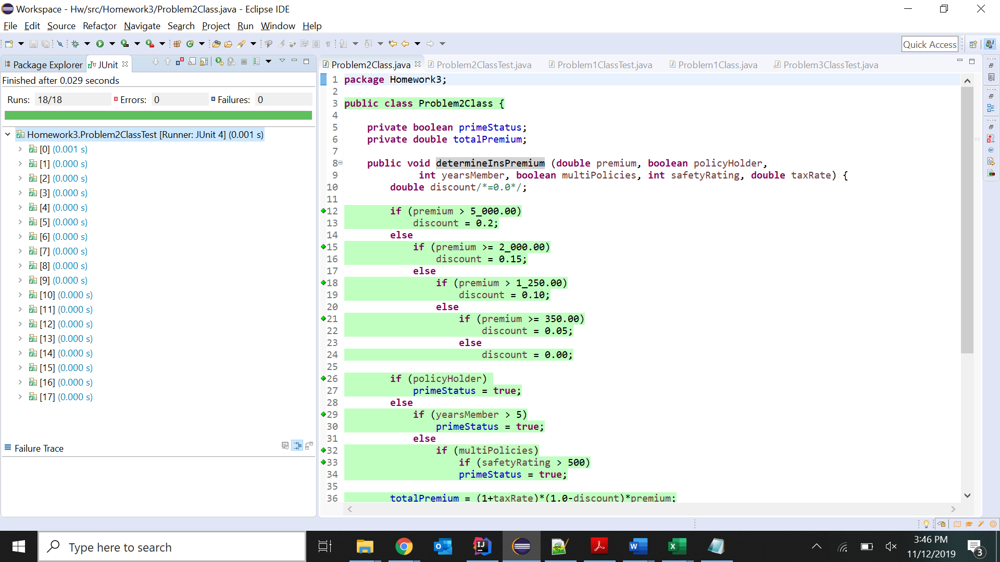 Workspace - Hw/src/Homework3/Problem2Class.java - Eclipse IDE
File Edit Source Refactor Navigate Search Project Run Window Help
Quick Access
Package Explorer JUnit
Finished after 0.029 seconds
Runs: 18/18 Errors: 0 Failures: 0
Homework3.Problem2ClassTest [Runner: JUnit 4] (0.001 s)
[0] (0.001 s)
[1] (0.000 s)
[2] (0.000 s)
[3] (0.000 s)
[4] (0.000 s)
[5] (0.000 s)
[6] (0.000 s)
[7] (0.000 s)
[8] (0.000 s)
[9] (0.000 s)
[10] (0.000 s)
[11] (0.000 s)
[12] (0.000 s)
[13] (0.000 s)
[14] (0.000 s)
[15] (0.000 s)
[16] (0.000 s)
[17] (0.000 s)
Failure Trace
Problem2Class.java Problem2ClassTest.java Problem1ClassTest.java Problem1Class.java Problem3ClassTest.java
1 package Homework3;
2
3 public class Problem2Class {
4
5 private boolean primeStatus;
6 private double totalPremium;
7
8 public void determineInsPremium (double premium, boolean policyHolder,
9 int yearsMember, boolean multiPolicies, int safetyRating, double taxRate) {
10 double discount/*=0.0*/;
11
12 if (premium > 5_000.00)
13 discount = 0.2;
14 else
15 if (premium >= 2_000.00)
16 discount = 0.15;
17 else
18 if (premium > 1_250.00)
19 discount = 0.10;
20 else
21 if (premium >= 350.00)
22 discount = 0.05;
23 else
24 discount = 0.00;
25
26 if (policyHolder)
27 primeStatus = true;
28 else
29 if (yearsMember > 5)
30 primeStatus = true;
31 else
32 if (multiPolicies)
33 if (safetyRating > 500)
34 primeStatus = true;
35
36 totalPremium = (1+taxRate)*(1.0-discount)*premium;
Type here to search
3:46 PM
11/12/2019
3